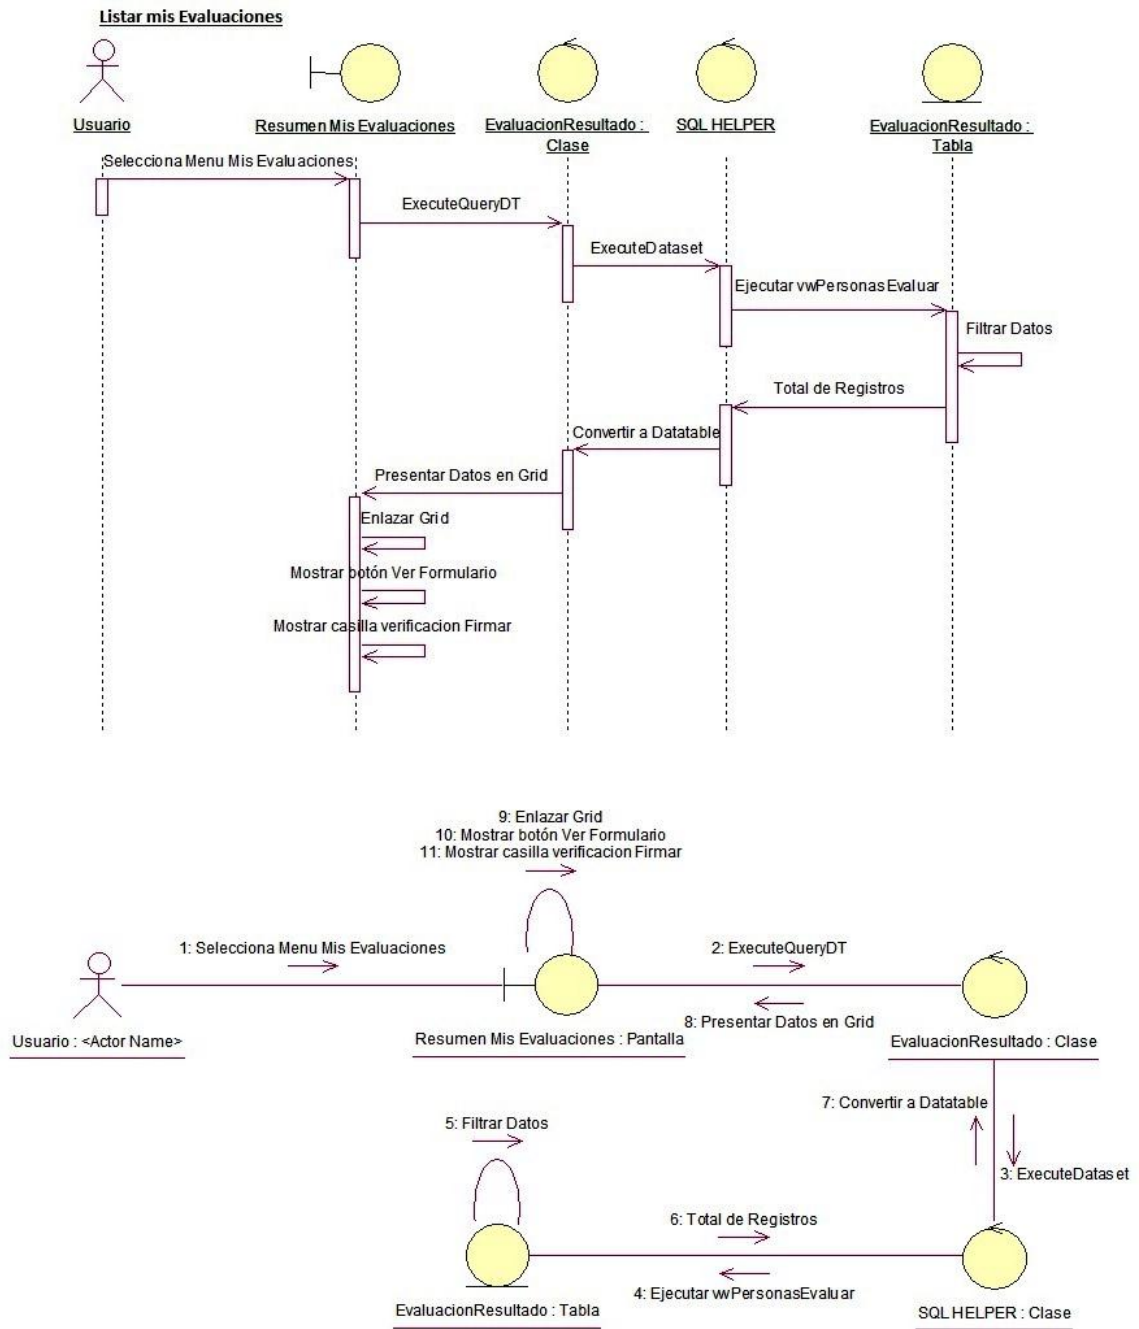 Listar mis Evaluaciones
Usuario
Resumen Mis Evaluaciones
EvaluacionResultado :
Clase
SQL HELPER
EvaluacionResultado :
Tabla
Selecciona Menu Mis Evaluaciones
ExecuteQueryDT
ExecuteDataset
Ejecutar vwPersonasEvaluar
Filtrar Datos
Total de Registros
Convertir a Datatable
Presentar Datos en Grid
Enlazar Grid
Mostrar botón Ver Formulario
Mostrar casilla verificacion Firmar
9: Enlazar Grid
10: Mostrar botón Ver Formulario
11: Mostrar casilla verificacion Firmar
1: Selecciona Menu Mis Evaluaciones
2: ExecuteQueryDT
8: Presentar Datos en Grid
Usuario : <Actor Name>
Resumen Mis Evaluaciones : Pantalla
EvaluacionResultado : Clase
7: Convertir a Datatable
5: Filtrar Datos
3: ExecuteDataset
6: Total de Registros
4: Ejecutar vwPersonasEvaluar
EvaluacionResultado : Tabla
SQL HELPER : Clase